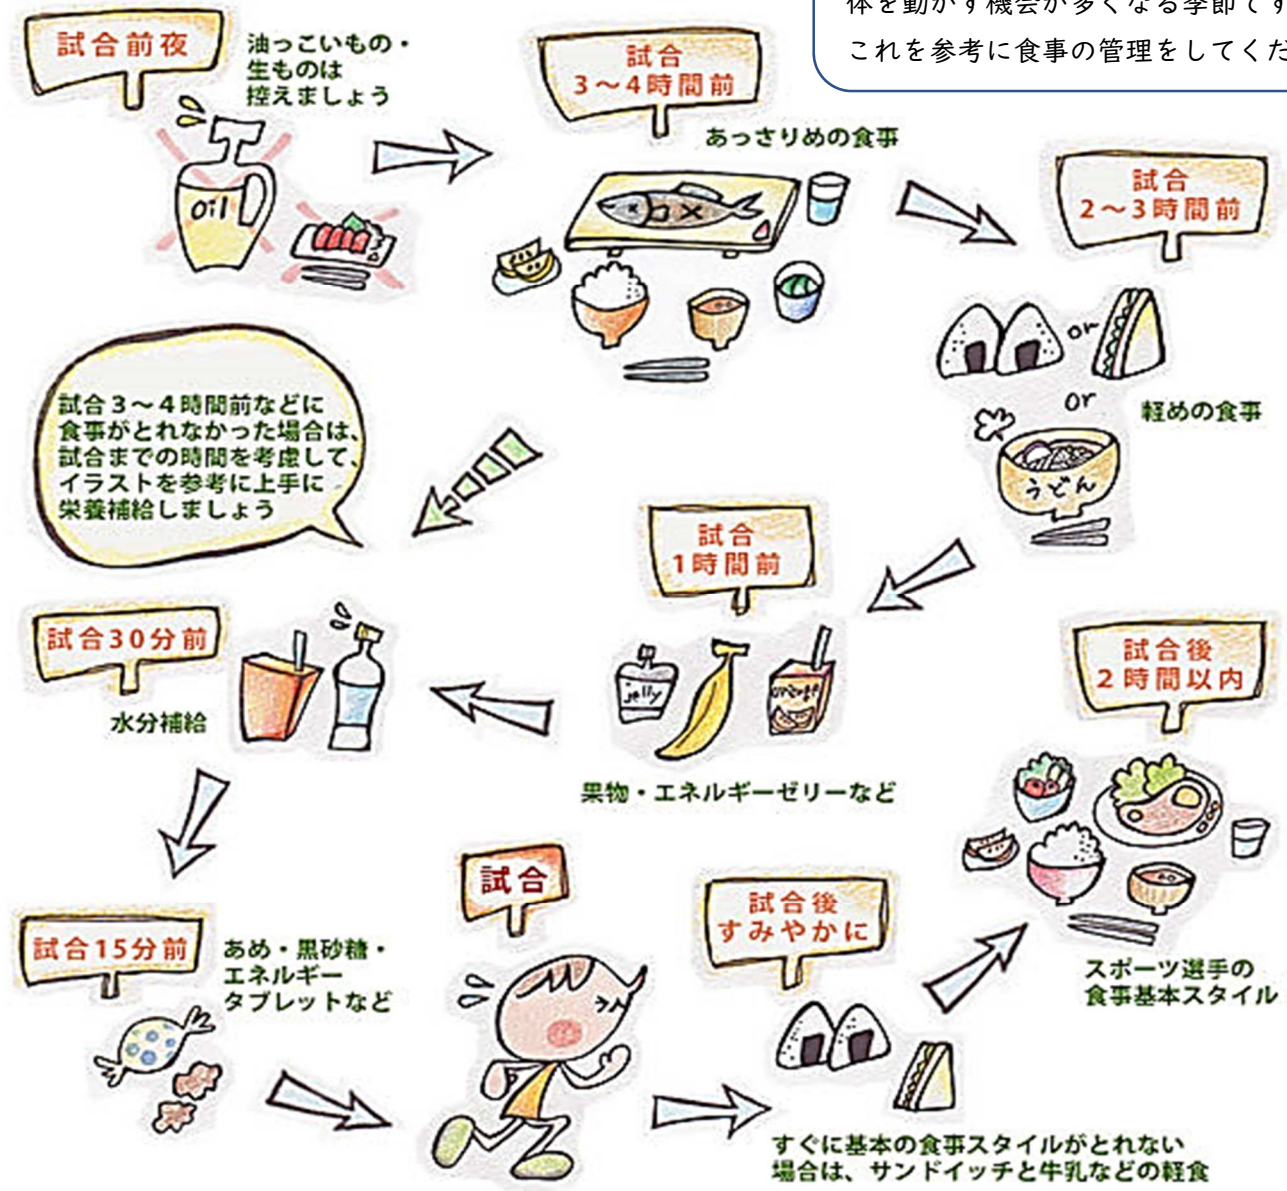 体を動かす機会が多くなる季節です
これを参考に食事の管理をしてくだ
試合前夜
油っこいもの・
生ものは
控えましょう
oil
試合
3～4時間前
あっさりめの食事
試合
2～3時間前
or
or
うどん
軽めの食事
試合3～4時間前などに
食事がとれなかった場合は、
試合までの時間を考慮して、
イラストを参考に上手に
栄養補給しましょう
試合
1時間前
jelly
orange
果物・エネルギーゼリーなど
試合30分前
水分補給
試合15分前
あめ・黒砂糖・
エネルギー
タブレットなど
試合
試合後
すみやかに
すぐに基本の食事スタイルがとれない
場合は、サンドイッチと牛乳などの軽食
試合後
2時間以内
スポーツ選手の
食事基本スタイル